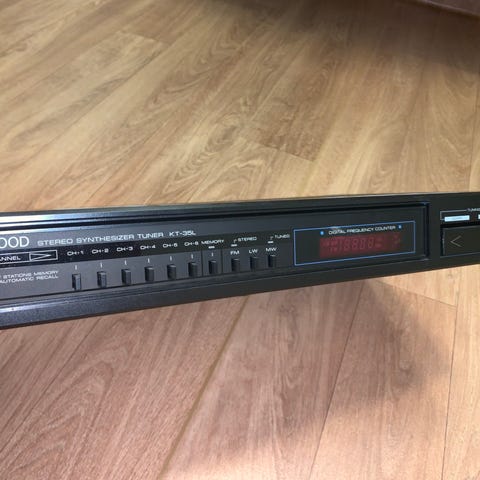 OOD STEREO SYNTHESIZER TUNER KT-35L
ANNEL CH-1 CH-2 CH-3 CH-4 CH-5 CH-6 MEMORY STEREO TUNED
FM LW MW
STATIONS MEMORY
AUTOMATIC RECALL
DIGITAL FREQUENCY COUNTER
TUNING